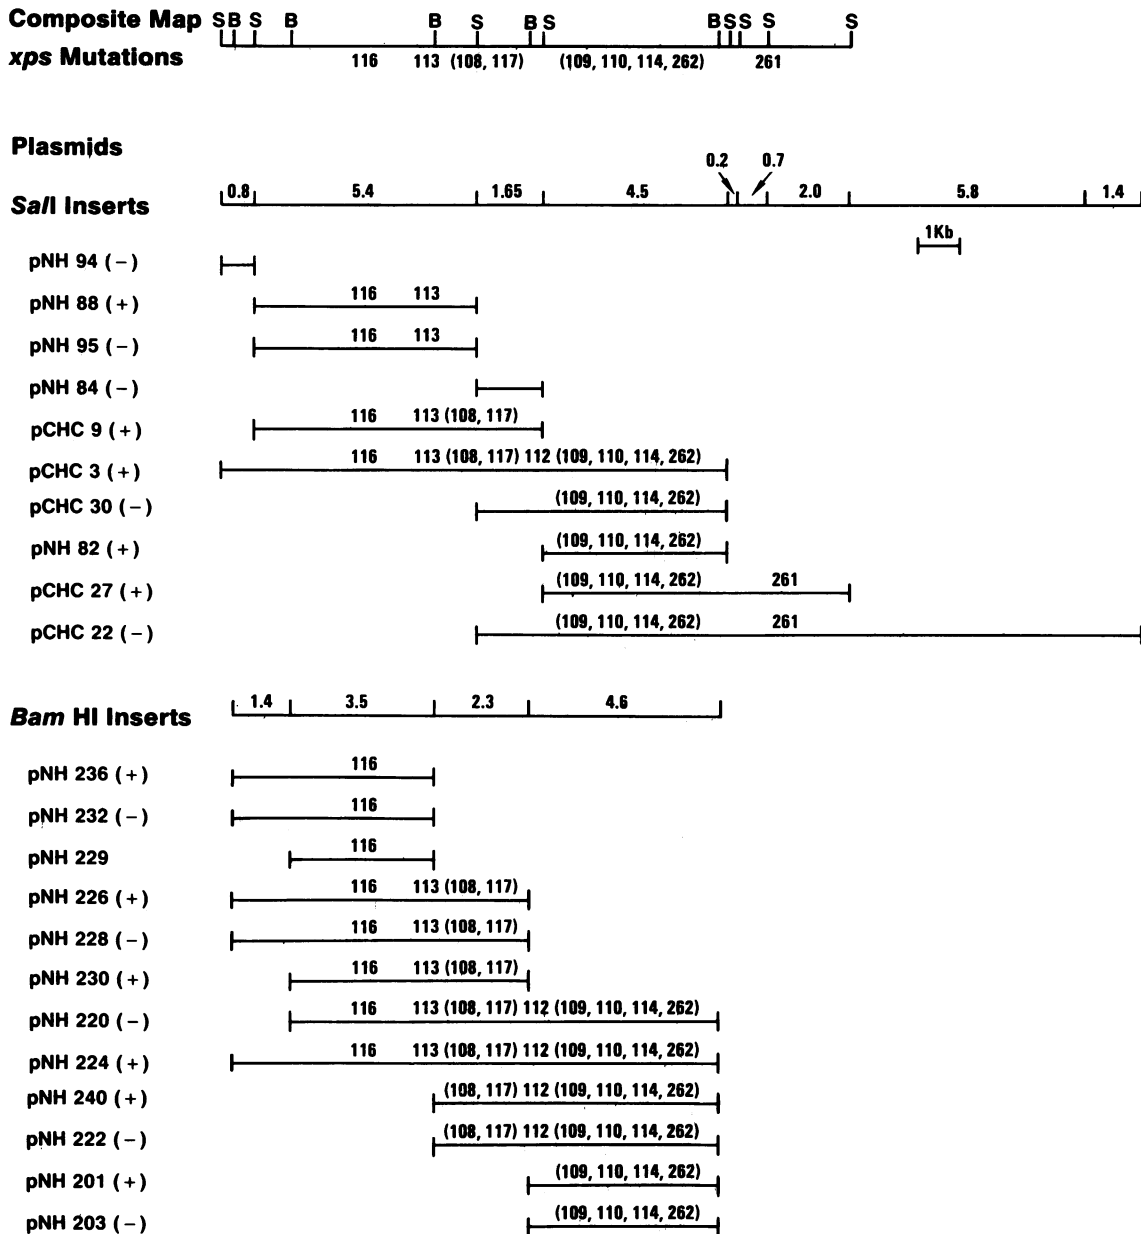 Composite Map S B S B B S B S B S S S S
xps Mutations 116 113 (108, 117) (109, 110, 114, 262) 261
Plasmids
0.2 0.7
SalI Inserts 0.8 5.4 1.65 4.5 2.0 5.8 1.4
1Kb
pNH 94 (−)
pNH 88 (+) 116 113
pNH 95 (−) 116 113
pNH 84 (−)
pCHC 9 (+) 116 113 (108, 117)
pCHC 3 (+) 116 113 (108, 117) 112 (109, 110, 114, 262)
pCHC 30 (−) (109, 110, 114, 262)
pNH 82 (+) (109, 110, 114, 262)
pCHC 27 (+) (109, 110, 114, 262) 261
pCHC 22 (−) (109, 110, 114, 262) 261
Bam HI Inserts 1.4 3.5 2.3 4.6
pNH 236 (+) 116
pNH 232 (−) 116
pNH 229 116
pNH 226 (+) 116 113 (108, 117)
pNH 228 (−) 116 113 (108, 117)
pNH 230 (+) 116 113 (108, 117)
pNH 220 (−) 116 113 (108, 117) 112 (109, 110, 114, 262)
pNH 224 (+) 116 113 (108, 117) 112 (109, 110, 114, 262)
pNH 240 (+) (108, 117) 112 (109, 110, 114, 262)
pNH 222 (−) (108, 117) 112 (109, 110, 114, 262)
pNH 201 (+) (109, 110, 114, 262)
pNH 203 (−) (109, 110, 114, 262)